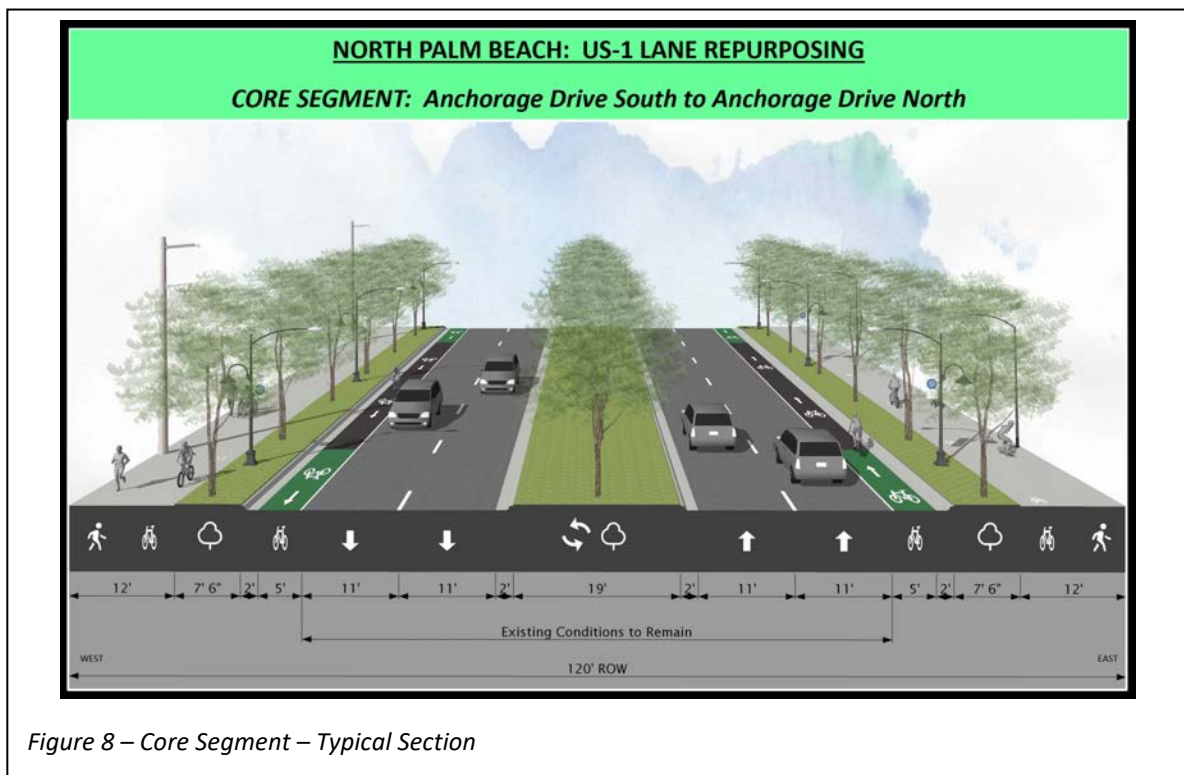 NORTH PALM BEACH: US-1 LANE REPURPOSING
CORE SEGMENT: Anchorage Drive South to Anchorage Drive North
12' 7' 6" 2' 5' 11' 11' 2' 19' 2' 11' 11' 5' 2' 7' 6" 12'
Existing Conditions to Remain
WEST EAST
120' ROW
Figure 8 – Core Segment – Typical Section